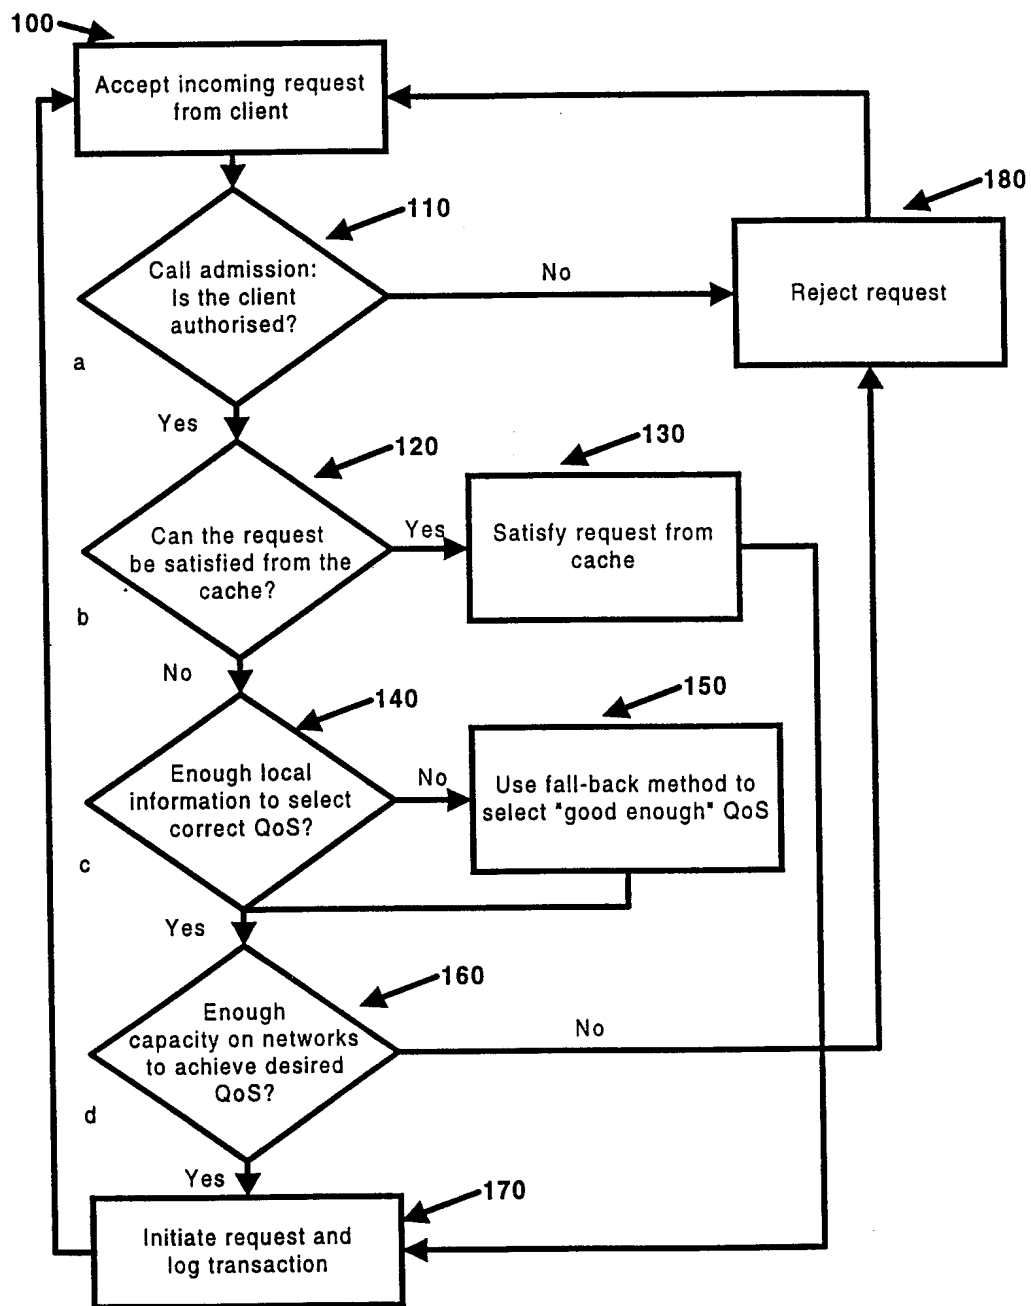 100
Accept incoming request
from client
110
180
Call admission:
Is the client
authorised?
No
Reject request
a
Yes
120
130
Can the request
be satisfied from the
cache?
Yes
Satisfy request from
cache
b
No
140
150
Enough local
information to select
correct QoS?
No
Use fall-back method to
select "good enough" QoS
c
Yes
160
Enough
capacity on networks
to achieve desired
QoS?
No
d
Yes
170
Initiate request and
log transaction